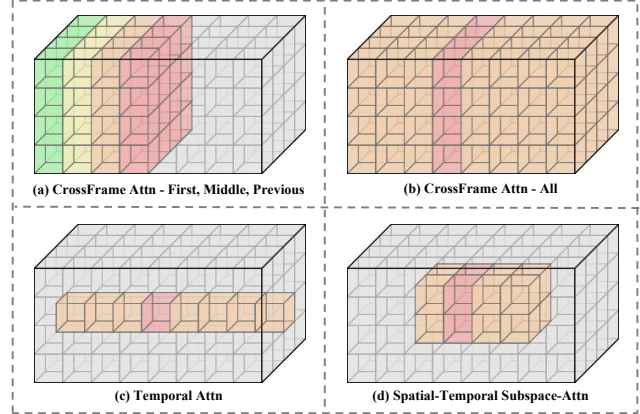 (a) CrossFrame Attn - First, Middle, Previous
(b) CrossFrame Attn - All
(c) Temporal Attn
(d) Spatial-Temporal Subspace-Attn